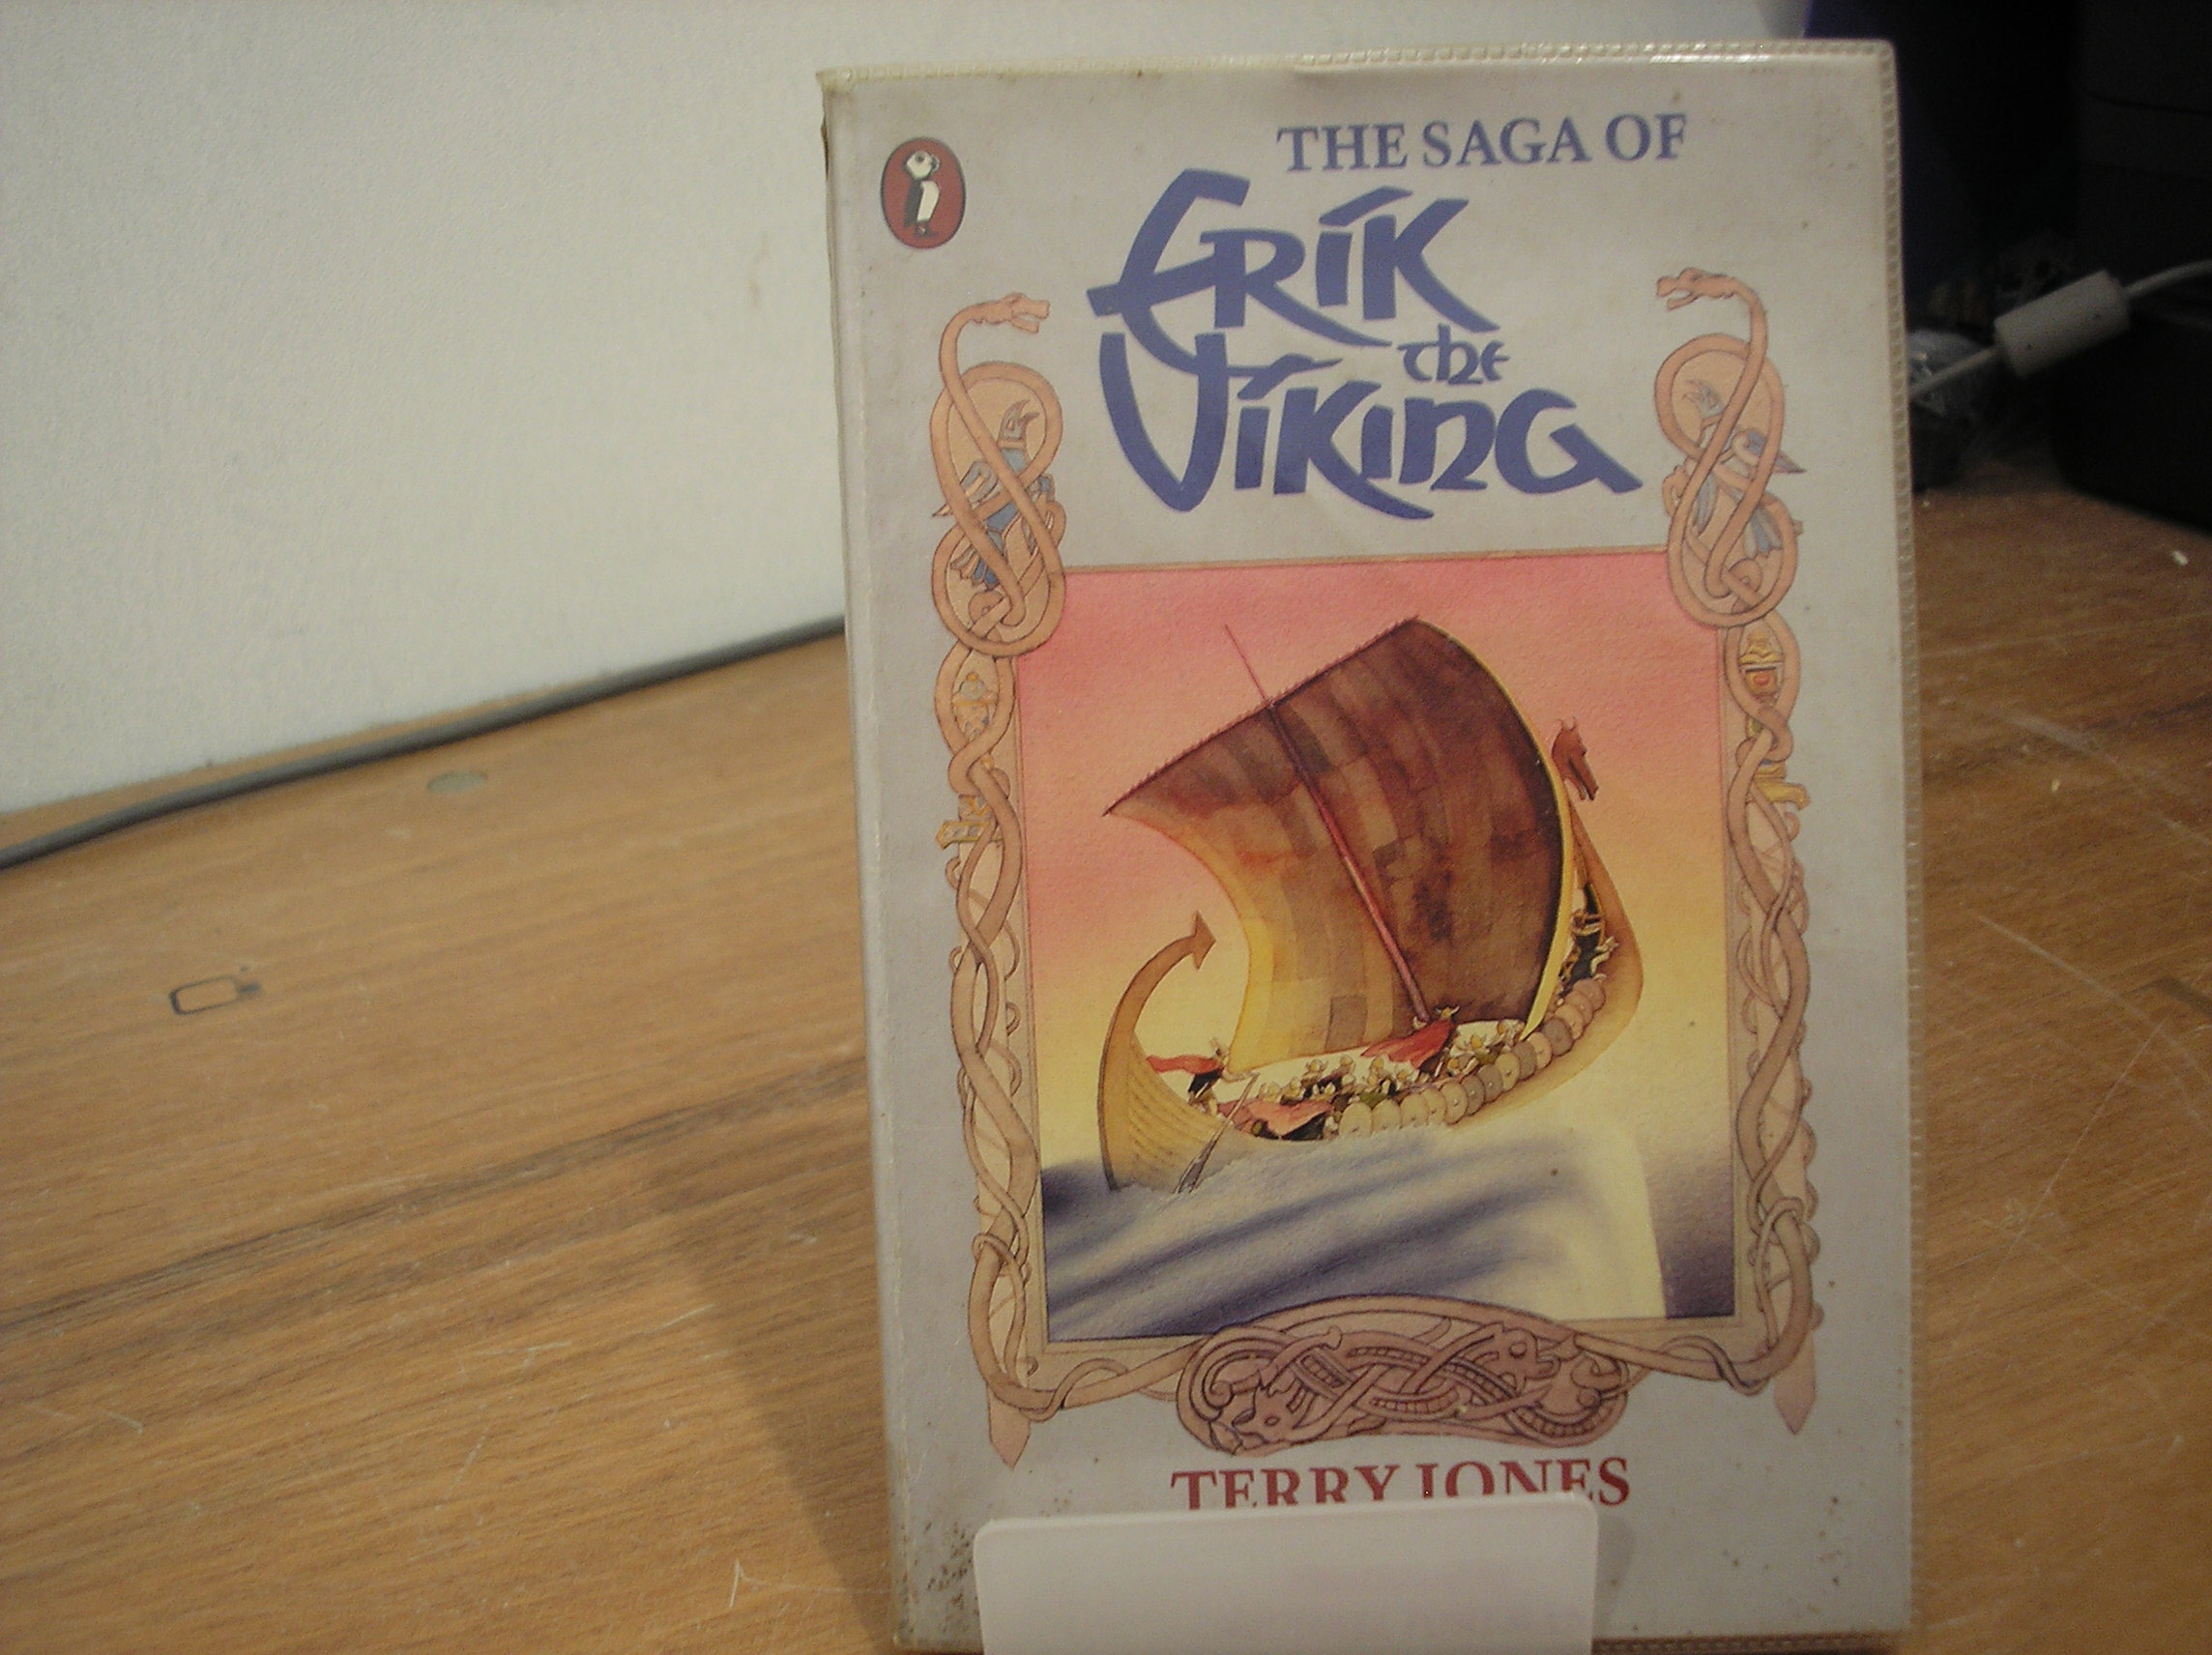 THE SAGA OF
ERIK
the
VIKING
TERRY JONES